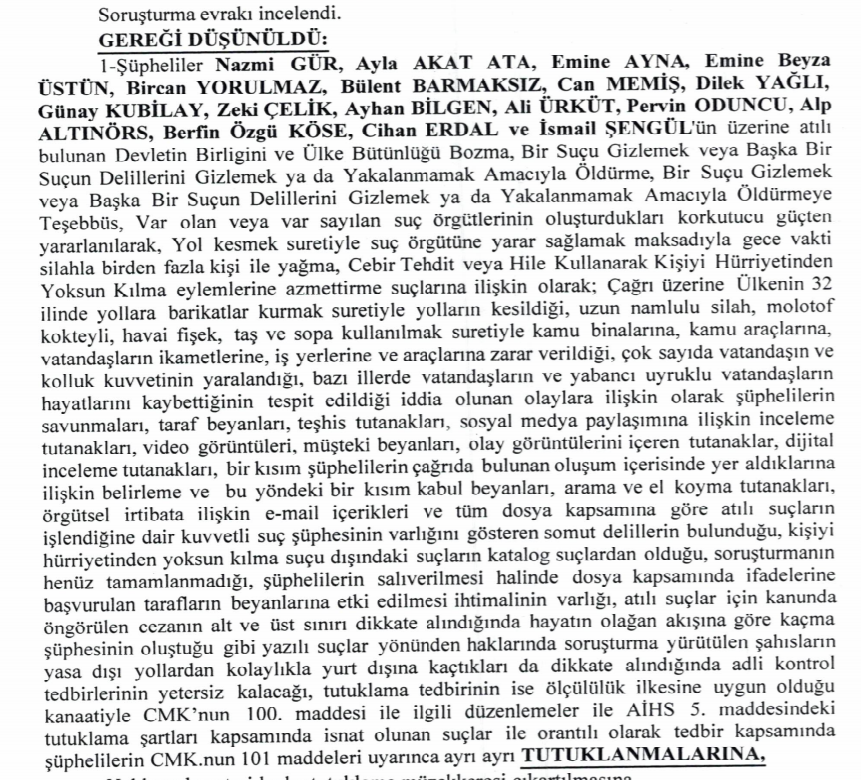 Soruşturma evrakı incelendi.
GEREĞİ DÜŞÜNÜLDÜ:
1-Şüpheliler Nazmi GÜR, Ayla AKAT ATA, Emine AYNA, Emine Beyza
ÜSTÜN, Bircan YORULMAZ, Bülent BARMAKSIZ, Can MEMİŞ, Dilek YAĞLI,
Günay KUBİLAY, Zeki ÇELİK, Ayhan BİLGEN, Ali ÜRKÜT, Pervin ODUNCU, Alp
ALTINÖRS, Berfin Özgü KÖSE, Cihan ERDAL ve İsmail ŞENGÜL'ün üzerine atılı
bulunan Devletin Birligini ve Ülke Bütünlüğü Bozma, Bir Suçu Gizlemek veya Başka Bir
Suçun Delillerini Gizlemek ya da Yakalanmamak Amacıyla Öldürme, Bir Suçu Gizlemek
veya Başka Bir Suçun Delillerini Gizlemek ya da Yakalanmamak Amacıyla Öldürmeye
Teşebbüs, Var olan veya var sayılan suç örgütlerinin oluşturdukları korkutucu güçten
yararlanılarak, Yol kesmek suretiyle suç örgütüne yarar sağlamak maksadıyla gece vakti
silahla birden fazla kişi ile yağma, Cebir Tehdit veya Hile Kullanarak Kişiyi Hürriyetinden
Yoksun Kılma eylemlerine azmettirme suçlarına ilişkin olarak; Çağrı üzerine Ülkenin 32
ilinde yollara barikatlar kurmak suretiyle yolların kesildiği, uzun namlulu silah, molotof
kokteyli, havai fişek, taş ve sopa kullanılmak suretiyle kamu binalarına, kamu araçlarına,
vatandaşların ikametlerine, iş yerlerine ve araçlarına zarar verildiği, çok sayıda vatandaşın ve
kolluk kuvvetinin yaralandığı, bazı illerde vatandaşların ve yabancı uyruklu vatandaşların
hayatlarını kaybettiğinin tespit edildiği iddia olunan olaylara ilişkin olarak şüphelilerin
savunmaları, taraf beyanları, teşhis tutanakları, sosyal medya paylaşımına ilişkin inceleme
tutanakları, video görüntüleri, müşteki beyanları, olay görüntülerini içeren tutanaklar, dijital
inceleme tutanakları, bir kısım şüphelilerin çağrıda bulunan oluşum içerisinde yer aldıklarına
ilişkin belirleme ve bu yöndeki bir kısım kabul beyanları, arama ve el koyma tutanakları,
örgütsel irtibata ilişkin e-mail içerikleri ve tüm dosya kapsamına göre atılı suçların
işlendiğine dair kuvvetli suç şüphesinin varlığını gösteren somut delillerin bulunduğu, kişiyi
hürriyetinden yoksun kılma suçu dışındaki suçların katalog suçlardan olduğu, soruşturmanın
henüz tamamlanmadığı, şüphelilerin salıverilmesi halinde dosya kapsamında ifadelerine
başvurulan tarafların beyanlarına etki edilmesi ihtimalinin varlığı, atılı suçlar için kanunda
öngörülen cezanın alt ve üst sınırı dikkate alındığında hayatın olağan akışına göre kaçma
şüphesinin oluştuğu gibi yazılı suçlar yönünden haklarında soruşturma yürütülen şahısların
yasa dışı yollardan kolaylıkla yurt dışına kaçtıkları da dikkate alındığında adli kontrol
tedbirlerinin yetersiz kalacağı, tutuklama tedbirinin ise ölçülülük ilkesine uygun olduğu
kanaatiyle CMK'nun 100. maddesi ile ilgili düzenlemeler ile AİHS 5. maddesindeki
tutuklama şartları kapsamında isnat olunan suçlar ile orantılı olarak tedbir kapsamında
şüphelilerin CMK.nun 101 maddeleri uyarınca ayrı ayrı TUTUKLANMALARINA,